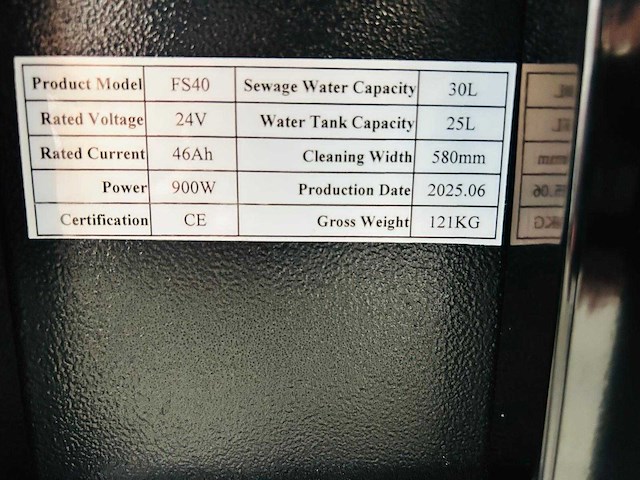 Product Model FS40 Sewage Water Capacity 30L
Rated Voltage 24V Water Tank Capacity 25L
Rated Current 46Ah Cleaning Width 580mm
Power 900W Production Date 2025.06
Certification CE Gross Weight 121KG